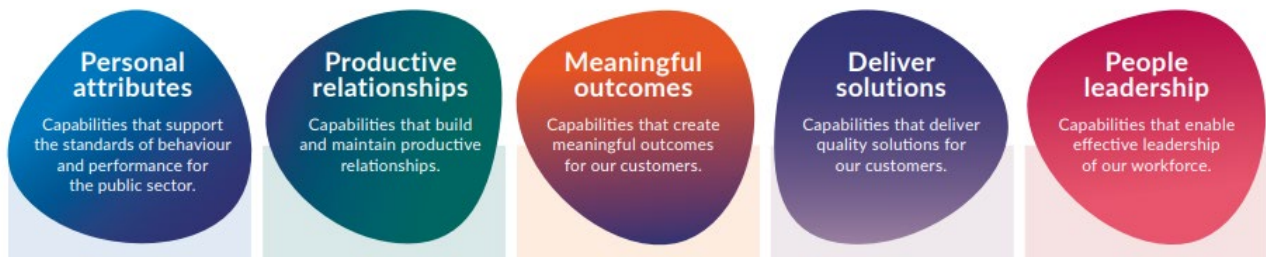 Personal
attributes
Capabilities that support
the standards of behaviour
and performance for
the public sector.
Productive
relationships
Capabilities that build
and maintain productive
relationships.
Meaningful
outcomes
Capabilities that create
meaningful outcomes
for our customers.
Deliver
solutions
Capabilities that deliver
quality solutions for
our customers.
People
leadership
Capabilities that enable
effective leadership
of our workforce.